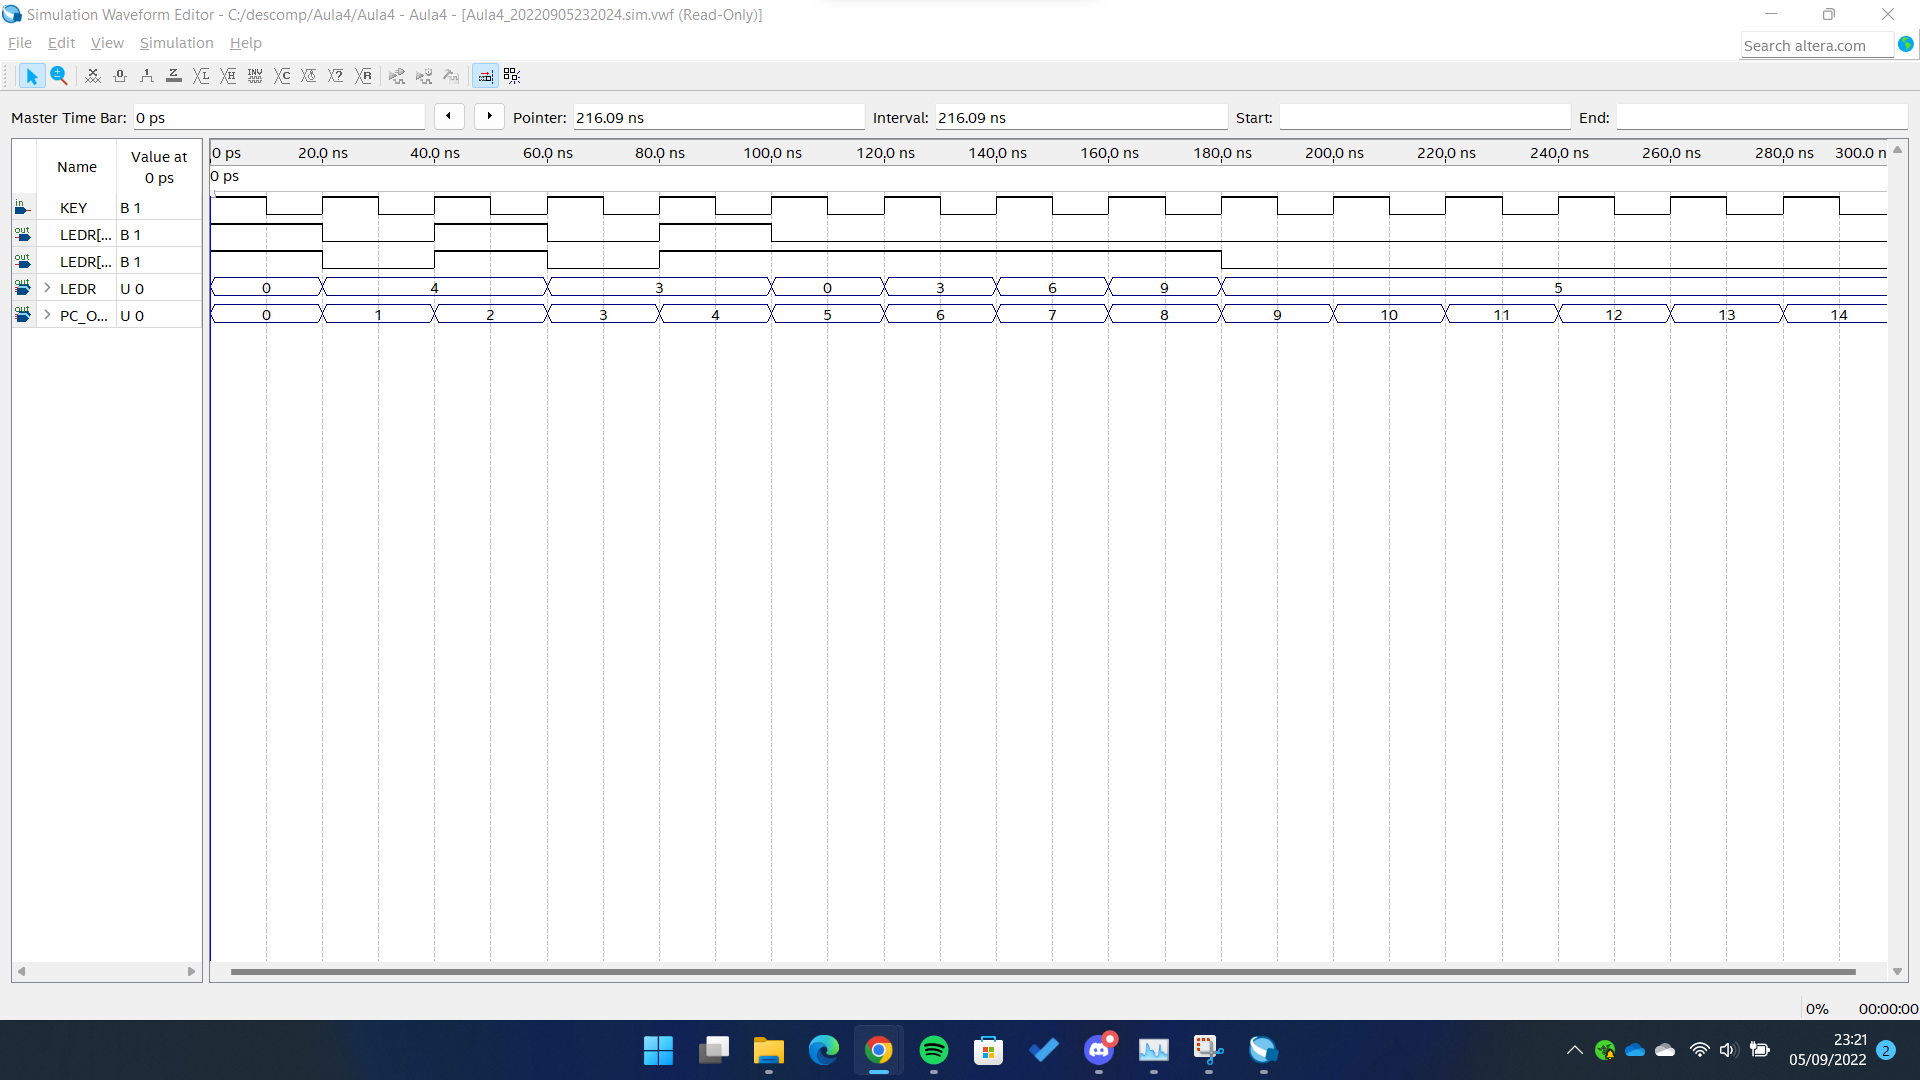 Simulation Waveform Editor - C:/descomp/Aula4/Aula4 - Aula4 - [Aula4_20220905232024.sim.vwf (Read-Only)]
File Edit View Simulation Help
Search altera.com
Master Time Bar: 0 ps Pointer: 216.09 ns Interval: 216.09 ns Start: End:
Name Value at 0 ps
0 ps 20.0 ns 40.0 ns 60.0 ns 80.0 ns 100.0 ns 120.0 ns 140.0 ns 160.0 ns 180.0 ns 200.0 ns 220.0 ns 240.0 ns 260.0 ns 280.0 ns 300.0 n
0 ps
in KEY B 1
out LEDR[... B 1
out LEDR[... B 1
out LEDR U 0 0 4 3 0 3 6 9 5
out PC_O... U 0 0 1 2 3 4 5 6 7 8 9 10 11 12 13 14
0% 00:00:00
23:21
05/09/2022 2